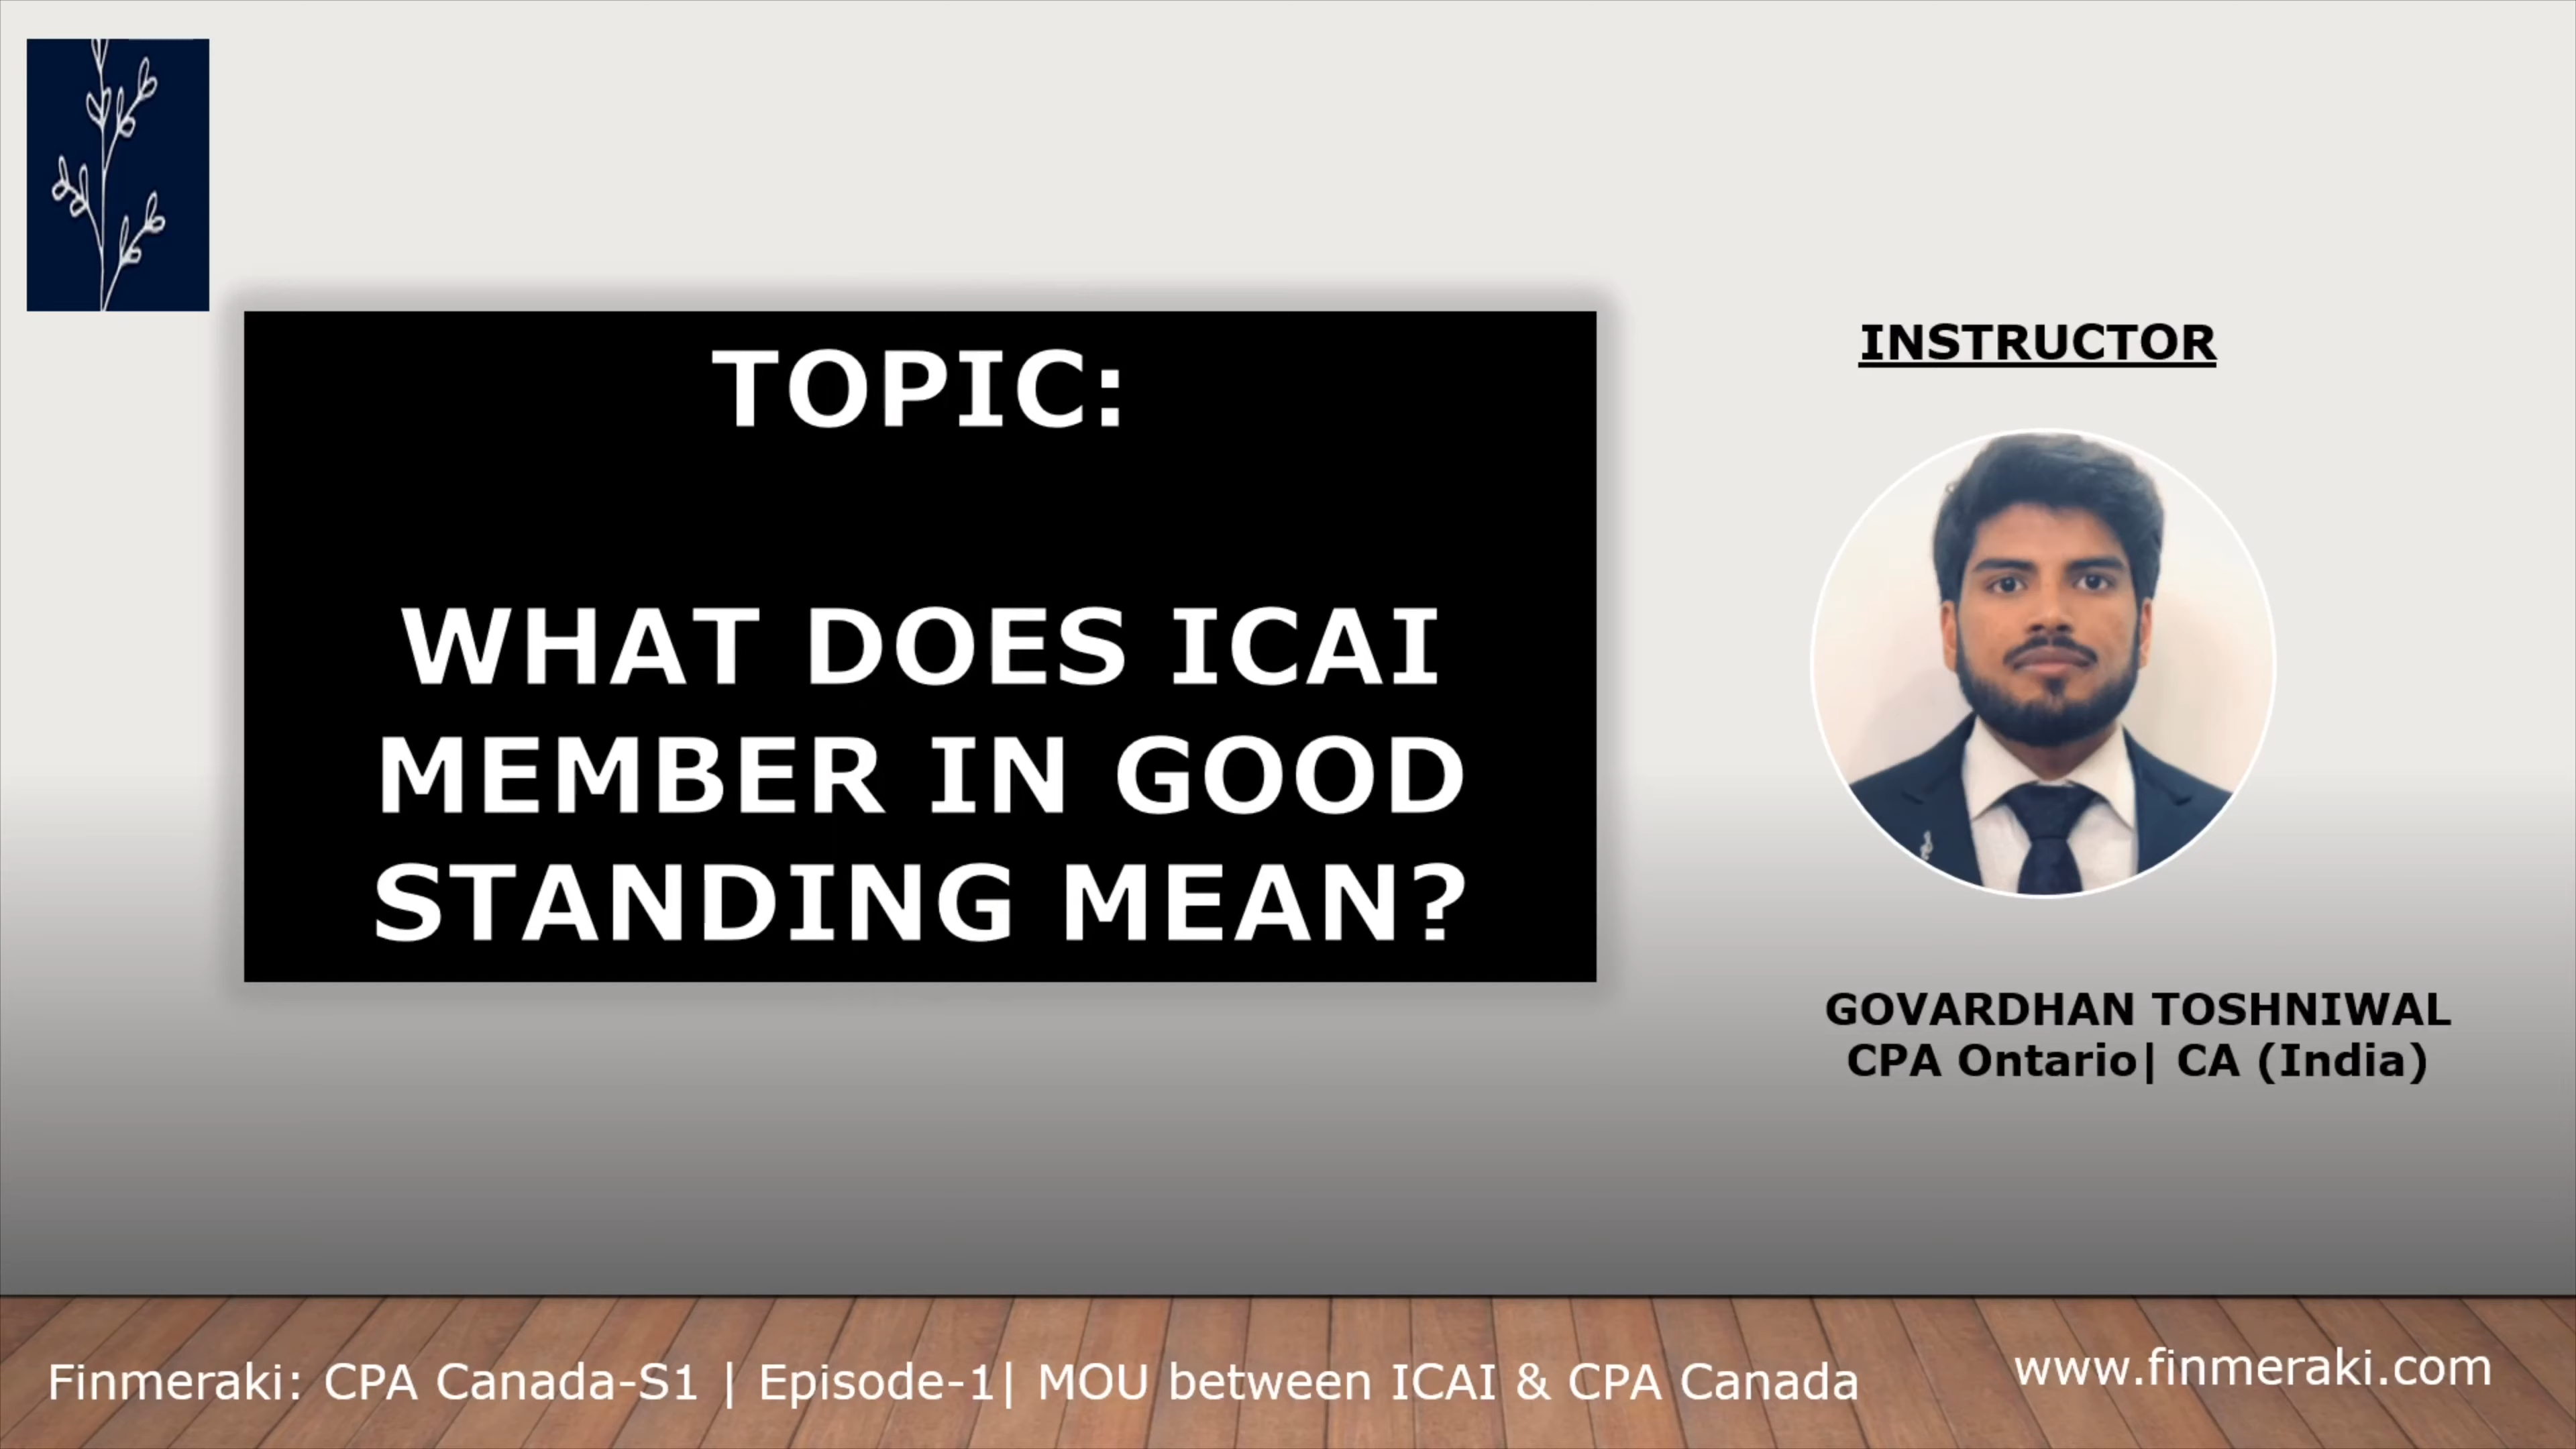 TOPIC:
WHAT DOES ICAI
MEMBER IN GOOD
STANDING MEAN?
INSTRUCTOR
GOVARDHAN TOSHNIWAL
CPA Ontario| CA (India)
Finmeraki: CPA Canada-S1 | Episode-1| MOU between ICAI & CPA Canada
www.finmeraki.com